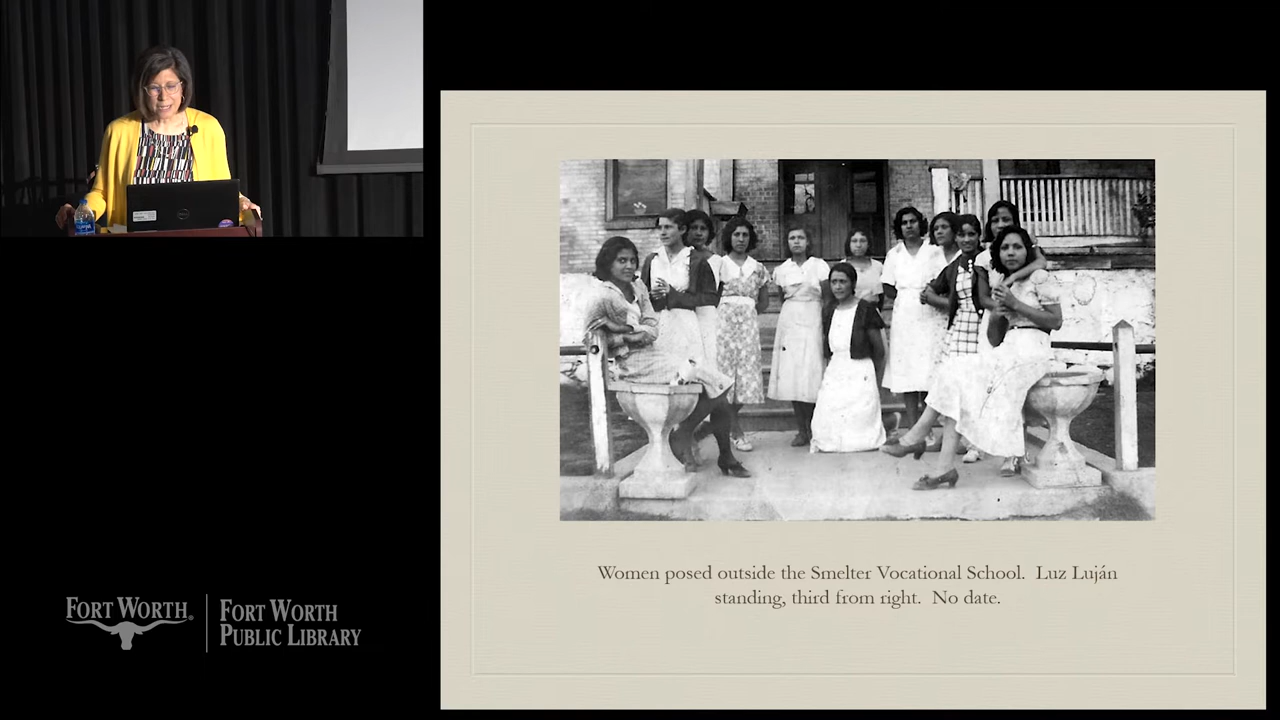 FORT WORTH®
FORT WORTH
PUBLIC LIBRARY
Women posed outside the Smelter Vocational School. Luz Luján
standing, third from right. No date.